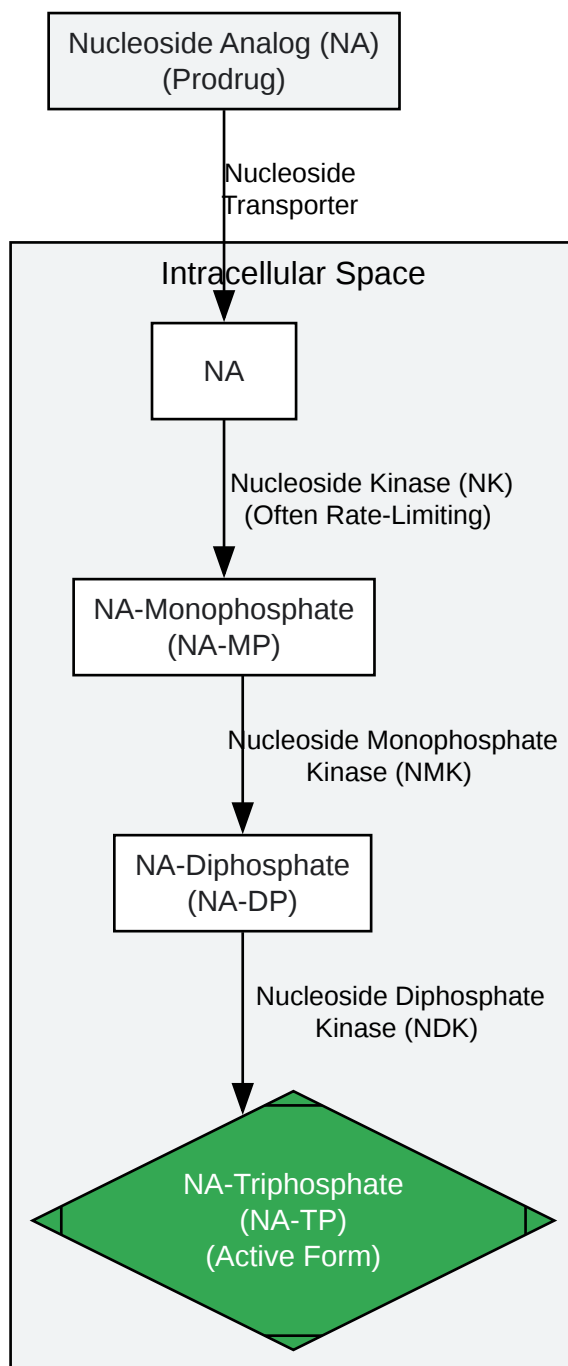 Nucleoside Analog (NA)
(Prodrug)
Nucleoside
Transporter
Intracellular Space
NA
Nucleoside Kinase (NK)
(Often Rate-Limiting)
NA-Monophosphate
(NA-MP)
Nucleoside Monophosphate
Kinase (NMK)
NA-Diphosphate
(NA-DP)
Nucleoside Diphosphate
Kinase (NDK)
NA-Triphosphate
(NA-TP)
(Active Form)